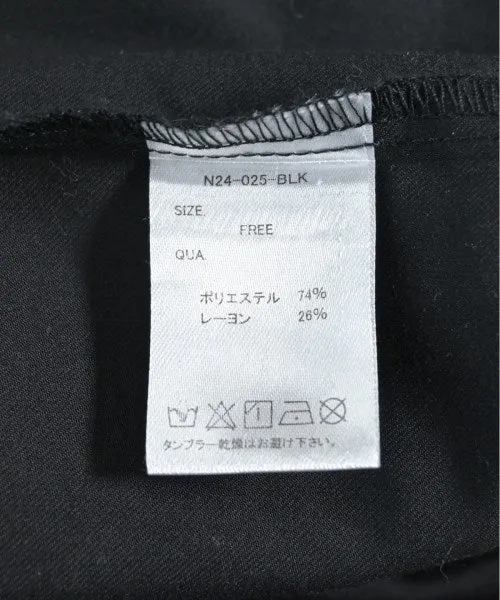 N24-025-BLK
SIZE
FREE
QUA
ポリエステル 74%
レーヨン 26%
タンブラー乾燥はお避け下さい。